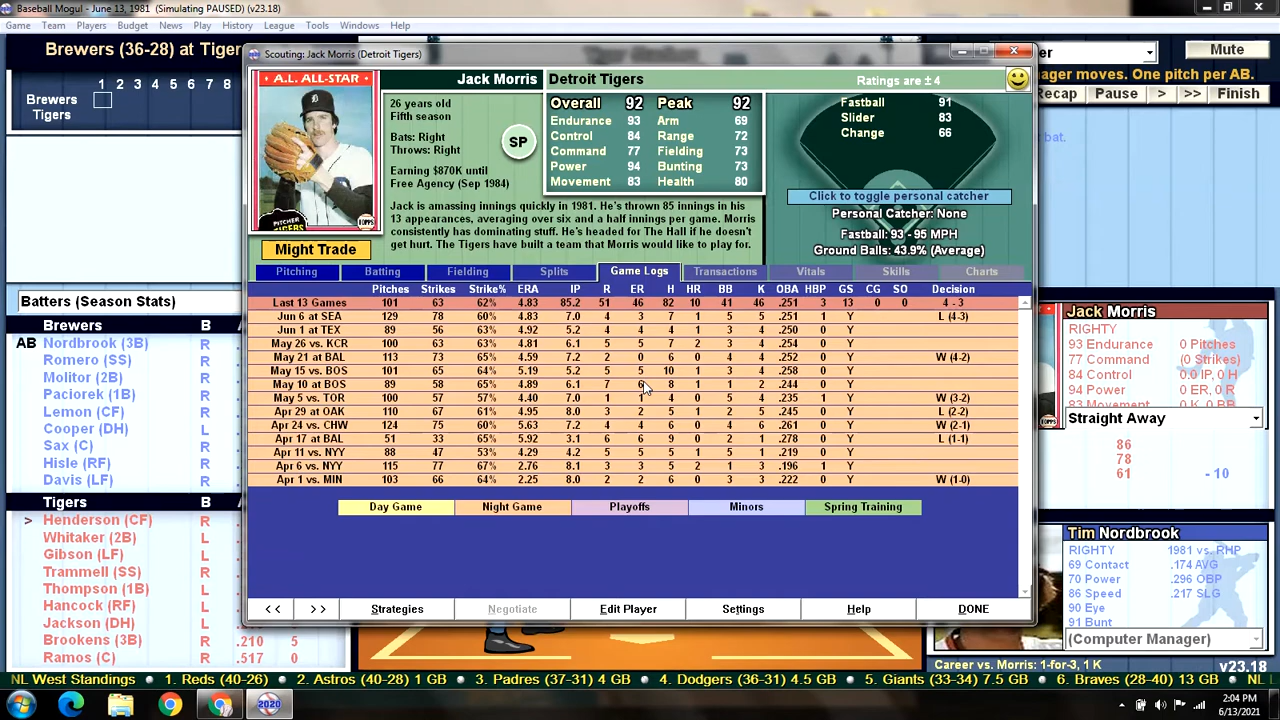 Baseball Mogul - June 13, 1981 (Simulating PAUSED) (v23.18)
Game Team Players Budget News Play History League Tools Windows Help
Brewers (36-28) at Tiger
Mute
1 2 3 4 5 6 7 8
Brewers
Tigers
ager moves. One pitch per AB.
Recap Pause > >> Finish
Scouting: Jack Morris (Detroit Tigers)
A.L. ALL-STAR
PITCHER
TIGERS
TOPPS
Might Trade
Jack Morris
26 years old
Fifth season
Bats: Right
Throws: Right
Earning $870K until
Free Agency (Sep 1984)
SP
Detroit Tigers
Overall 92 Peak 92
Endurance 93 Arm 69
Control 84 Range 72
Command 77 Fielding 73
Power 94 Bunting 73
Movement 83 Health 80
Ratings are ± 4
Fastball 91
Slider 83
Change 66
Click to toggle personal catcher
Personal Catcher: None
Fastball: 93 - 95 MPH
Ground Balls: 43.9% (Average)
Jack is amassing innings quickly in 1981. He's thrown 85 innings in his
13 appearances, averaging over six and a half innings per game. Morris
consistently has dominating stuff. He's headed for The Hall if he doesn't
get hurt. The Tigers have built a team that Morris would like to play for.
Pitching Batting Fielding Splits Game Logs Transactions Vitals Skills Charts
Pitches Strikes Strike% ERA IP R ER H HR BB K OBA HBP GS CG SO Decision
Last 13 Games 101 63 62% 4.83 85.2 51 46 82 10 41 46 .251 3 13 0 0 4 - 3
Jun 6 at SEA 129 78 60% 4.83 7.0 4 3 7 1 5 5 .251 1 Y L (4-3)
Jun 1 at TEX 89 56 63% 4.92 5.2 4 4 4 1 3 4 .250 0 Y
May 26 vs. KCR 100 63 63% 4.81 6.1 5 5 7 2 3 4 .254 0 Y
May 21 at BAL 113 73 65% 4.59 7.2 2 0 6 0 4 4 .252 0 Y W (4-2)
May 15 vs. BOS 101 65 64% 5.19 5.2 5 5 10 1 3 5 .258 0 Y
May 10 at BOS 89 58 65% 4.89 6.1 7 6 8 1 1 2 .244 0 Y
May 5 vs. TOR 100 57 57% 4.40 7.0 1 1 4 0 5 4 .235 1 Y W (3-2)
Apr 29 at OAK 110 67 61% 4.95 8.0 3 2 5 1 2 5 .245 0 Y L (2-2)
Apr 24 vs. CHW 124 75 60% 5.63 7.2 4 4 6 0 4 6 .261 0 Y W (2-1)
Apr 17 at BAL 51 33 65% 5.92 3.1 6 6 9 0 2 1 .278 0 Y L (1-1)
Apr 11 vs. NYY 88 47 53% 4.29 4.2 5 5 5 1 5 1 .219 0 Y
Apr 6 vs. NYY 115 77 67% 2.76 8.1 3 3 5 2 1 3 .196 1 Y
Apr 1 vs. MIN 103 66 64% 2.25 8.0 2 2 6 0 3 3 .222 0 Y W (1-0)
Day Game Night Game Playoffs Minors Spring Training
<< >> Strategies Negotiate Edit Player Settings Help DONE
Batters (Season Stats)
Brewers B
AB Nordbrook (3B) R
Romero (SS) R
Molitor (2B) R
Paciorek (1B) R
Lemon (CF) R
Cooper (DH) L
Sax (C) R
Hisle (RF) R
Davis (LF) L
Tigers B
> Henderson (CF) R
Whitaker (2B) L
Gibson (LF) L
Trammell (SS) R
Thompson (1B) L
Hancock (RF) L
Jackson (DH) L
Brookens (3B) R .210 5
Ramos (C) R .517 0
Jack Morris
RIGHTY
93 Endurance 0 Pitches
77 Command (0 Strikes)
84 Control 0.0 IP, 0 H
94 Power 0 ER, 0 R
83 Movement 0 K, 0 BB
Straight Away
86
78
61 - 10
Tim Nordbrook
RIGHTY 1981 vs. RHP
69 Contact .174 AVG
70 Power .296 OBP
86 Speed .217 SLG
90 Eye
91 Bunt
(Computer Manager)
Career vs. Morris: 1-for-3, 1 K
v23.18
NL West Standings 1. Reds (40-26) 2. Astros (40-28) 1 GB 3. Padres (37-31) 4 GB 4. Dodgers (36-31) 4.5 GB 5. Giants (33-34) 7.5 GB 6. Braves (28-40) 13 GB NL
2020
2:04 PM
6/13/2021